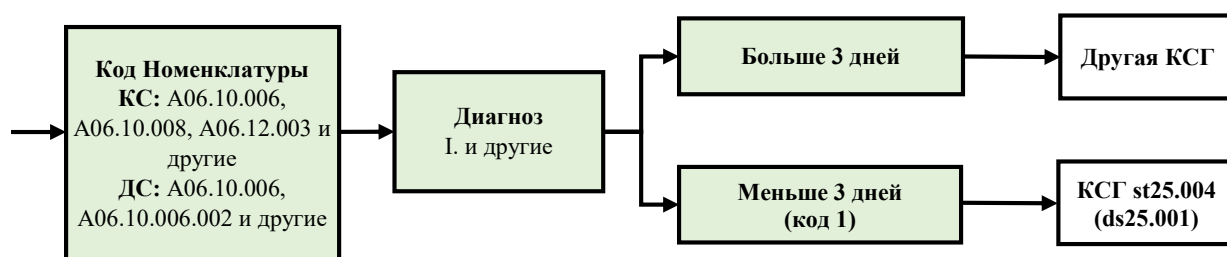 Код Номенклатуры
КС: А06.10.006,
А06.10.008, А06.12.003 и
другие
ДС: А06.10.006,
А06.10.006.002 и другие
Диагноз
I. и другие
Больше 3 дней
Другая КСГ
Меньше 3 дней
(код 1)
КСГ st25.004
(ds25.001)